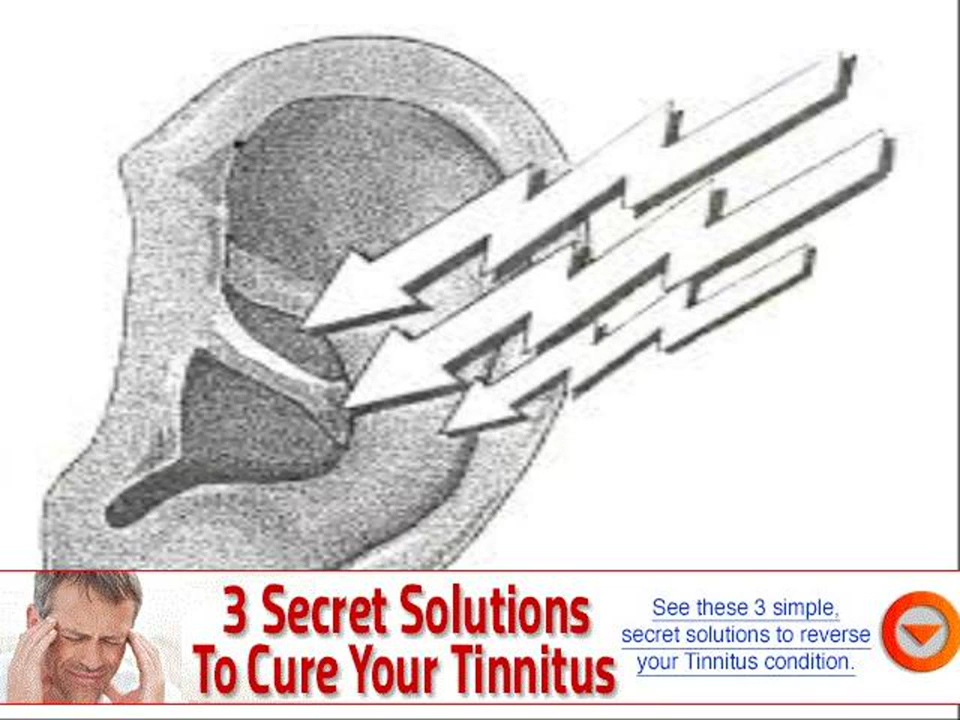 3 Secret Solutions
To Cure Your Tinnitus
See these 3 simple,
secret solutions to reverse
your Tinnitus condition.